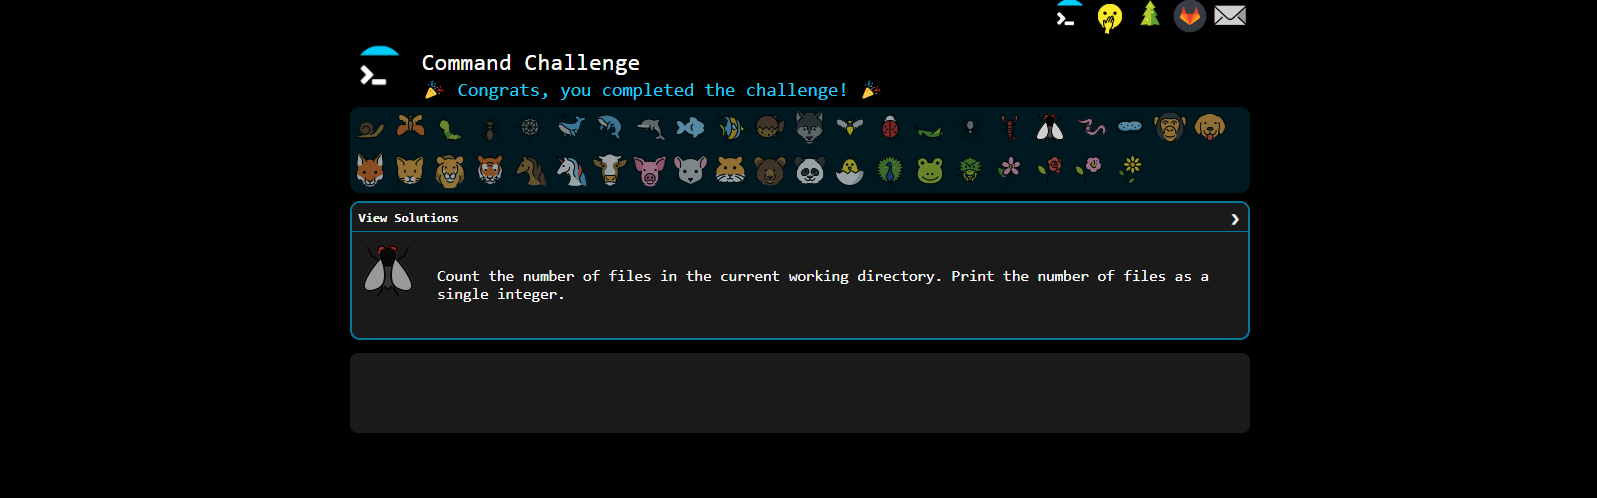 Command Challenge
🎉 Congrats, you completed the challenge! 🎉
View Solutions
Count the number of files in the current working directory. Print the number of files as a
single integer.